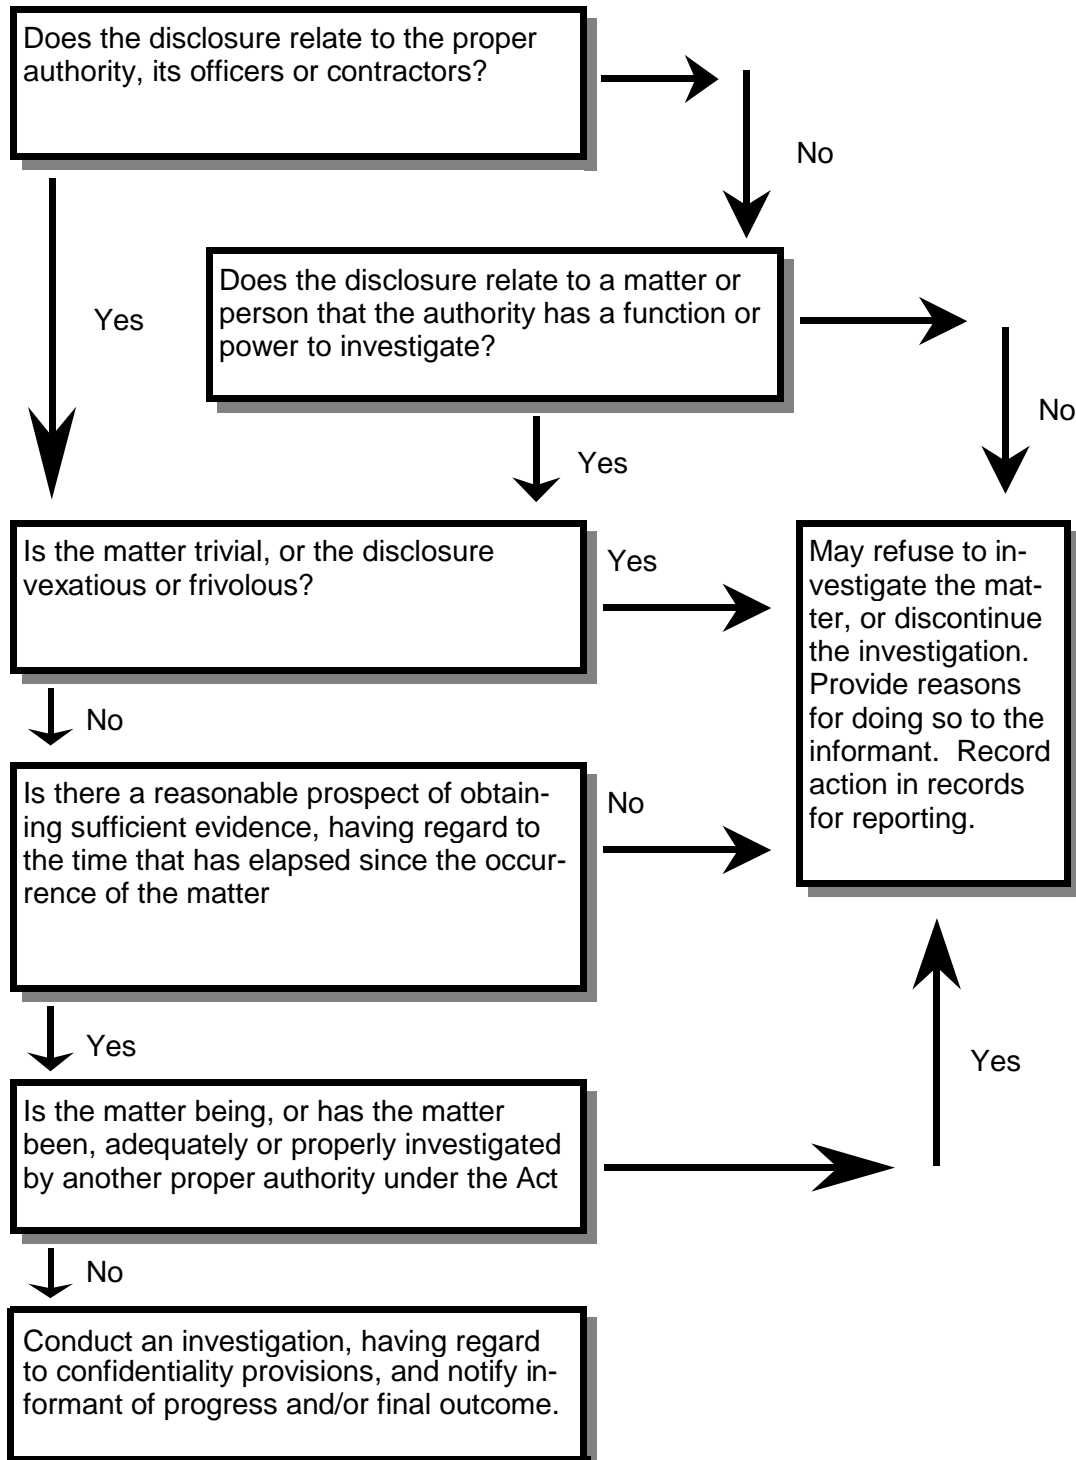 Does the disclosure relate to the proper
authority, its officers or contractors?
No
Does the disclosure relate to a matter or
person that the authority has a function or
power to investigate?
Yes
No
Yes
Is the matter trivial, or the disclosure
vexatious or frivolous?
Yes
May refuse to in-
vestigate the mat-
ter, or discontinue
the investigation.
Provide reasons
for doing so to the
informant.  Record
action in records
for reporting.
No
Is there a reasonable prospect of obtain-
ing sufficient evidence, having regard to
the time that has elapsed since the occur-
rence of the matter
No
Yes
Is the matter being, or has the matter
been, adequately or properly investigated
by another proper authority under the Act
Yes
No
Conduct an investigation, having regard
to confidentiality provisions, and notify in-
formant of progress and/or final outcome.